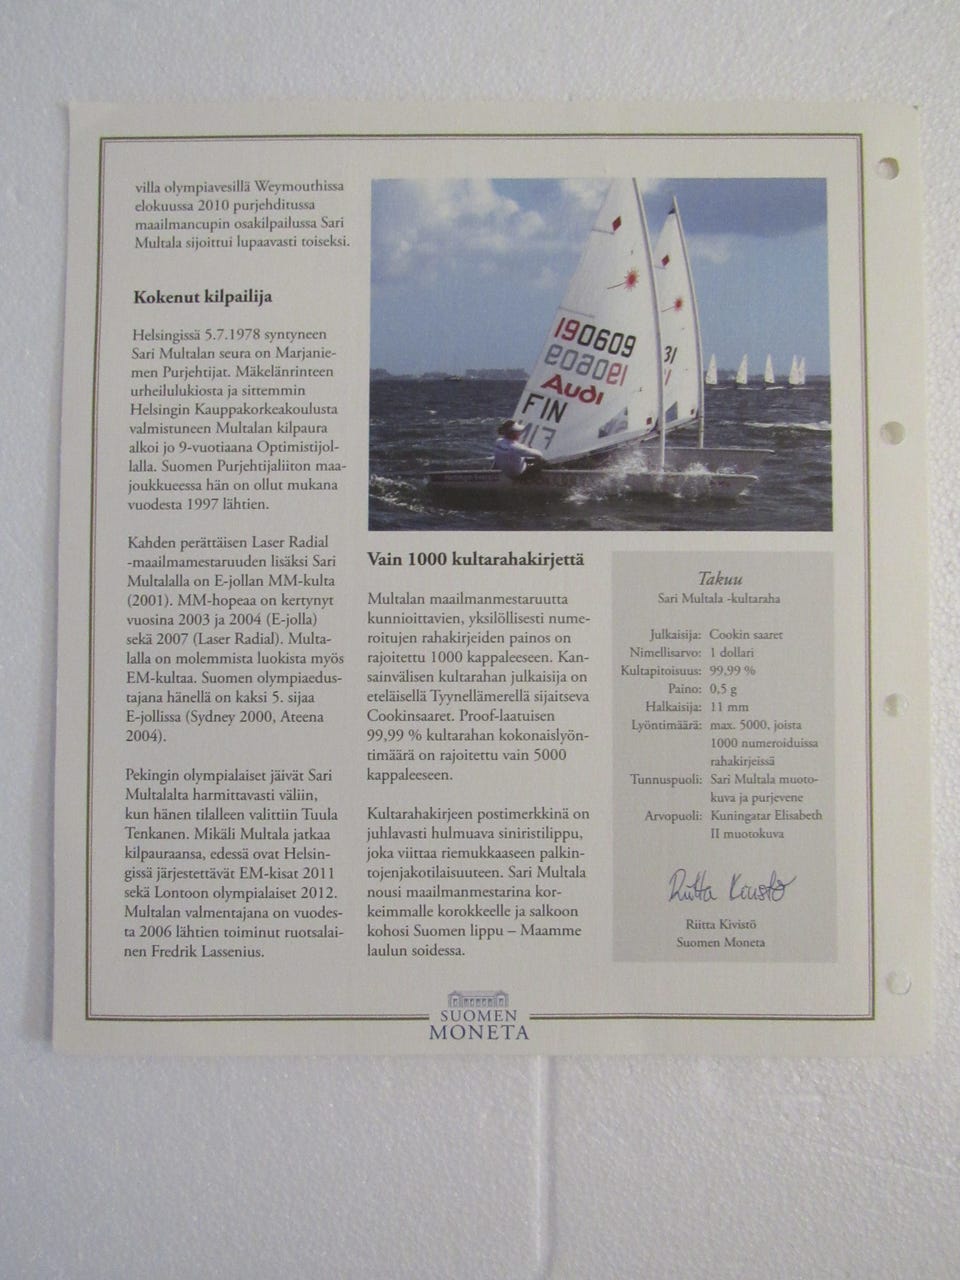 villa olympiavesillä Weymouthissa
elokuussa 2010 purjehditussa
maailmancupin osakilpailussa Sari
Multala sijoittui lupaavasti toiseksi.
Kokenut kilpailija
Helsingissä 5.7.1978 syntyneen
Sari Multalan seura on Marjanie-
men Purjehtijat. Mäkelänrinteen
urheilulukiosta ja sittemmin
Helsingin Kauppakorkeakoulusta
valmistuneen Multalan kilpaura
alkoi jo 9-vuotiaana Optimistijol-
lalla. Suomen Purjehtijaliiton maa-
joukkueessa hän on ollut mukana
vuodesta 1997 lähtien.
Kahden perättäisen Laser Radial
-maailmamestaruuden lisäksi Sari
Multalalla on E-jollan MM-kulta
(2001). MM-hopeaa on kertynyt
vuosina 2003 ja 2004 (E-jolla)
sekä 2007 (Laser Radial). Multa-
lalla on molemmista luokista myös
EM-kultaa. Suomen olympiaedus-
tajana hänellä on kaksi 5. sijaa
E-jollissa (Sydney 2000, Ateena
2004).
Pekingin olympialaiset jäivät Sari
Multalalta harmittavasti väliin,
kun hänen tilalleen valittiin Tuula
Tenkanen. Mikäli Multala jatkaa
kilpauraansa, edessä ovat Helsin-
gissä järjestettävät EM-kisat 2011
sekä Lontoon olympialaiset 2012.
Multalan valmentajana on vuodes-
ta 2006 lähtien toiminut ruotsalai-
nen Fredrik Lassenius.
190609
Audi
FIN
31
Vain 1000 kultarahakirjettä
Multalan maailmanmestaruutta
kunnioittavien, yksilöllisesti nume-
roitujen rahakirjeiden painos on
rajoitettu 1000 kappaleeseen. Kan-
sainvälisen kultarahan julkaisija on
eteläisellä Tyynellämerellä sijaitseva
Cookinsaaret. Proof-laatuisen
99,99 % kultarahan kokonaislyön-
timäärä on rajoitettu vain 5000
kappaleeseen.
Kultarahakirjeen postimerkkinä on
juhlavasti hulmuava siniristilippu,
joka viittaa riemukkaaseen palkin-
tojenjakotilaisuuteen. Sari Multala
nousi maailmanmestarina kor-
keimmalle korokkeelle ja salkoon
kohosi Suomen lippu – Maamme
laulun soidessa.
Takuu
Sari Multala -kultaraha
Julkaisija: Cookin saaret
Nimellisarvo: 1 dollari
Kultapitoisuus: 99,99 %
Paino: 0,5 g
Halkaisija: 11 mm
Lyöntimäärä: max. 5000, joista
1000 numeroiduissa
rahakirjeissä
Tunnuspuoli: Sari Multala muoto-
kuva ja purjevene
Arvopuoli: Kuningatar Elisabeth
II muotokuva
Riitta Kivistö
Riitta Kivistö
Suomen Moneta
SUOMEN
MONETA